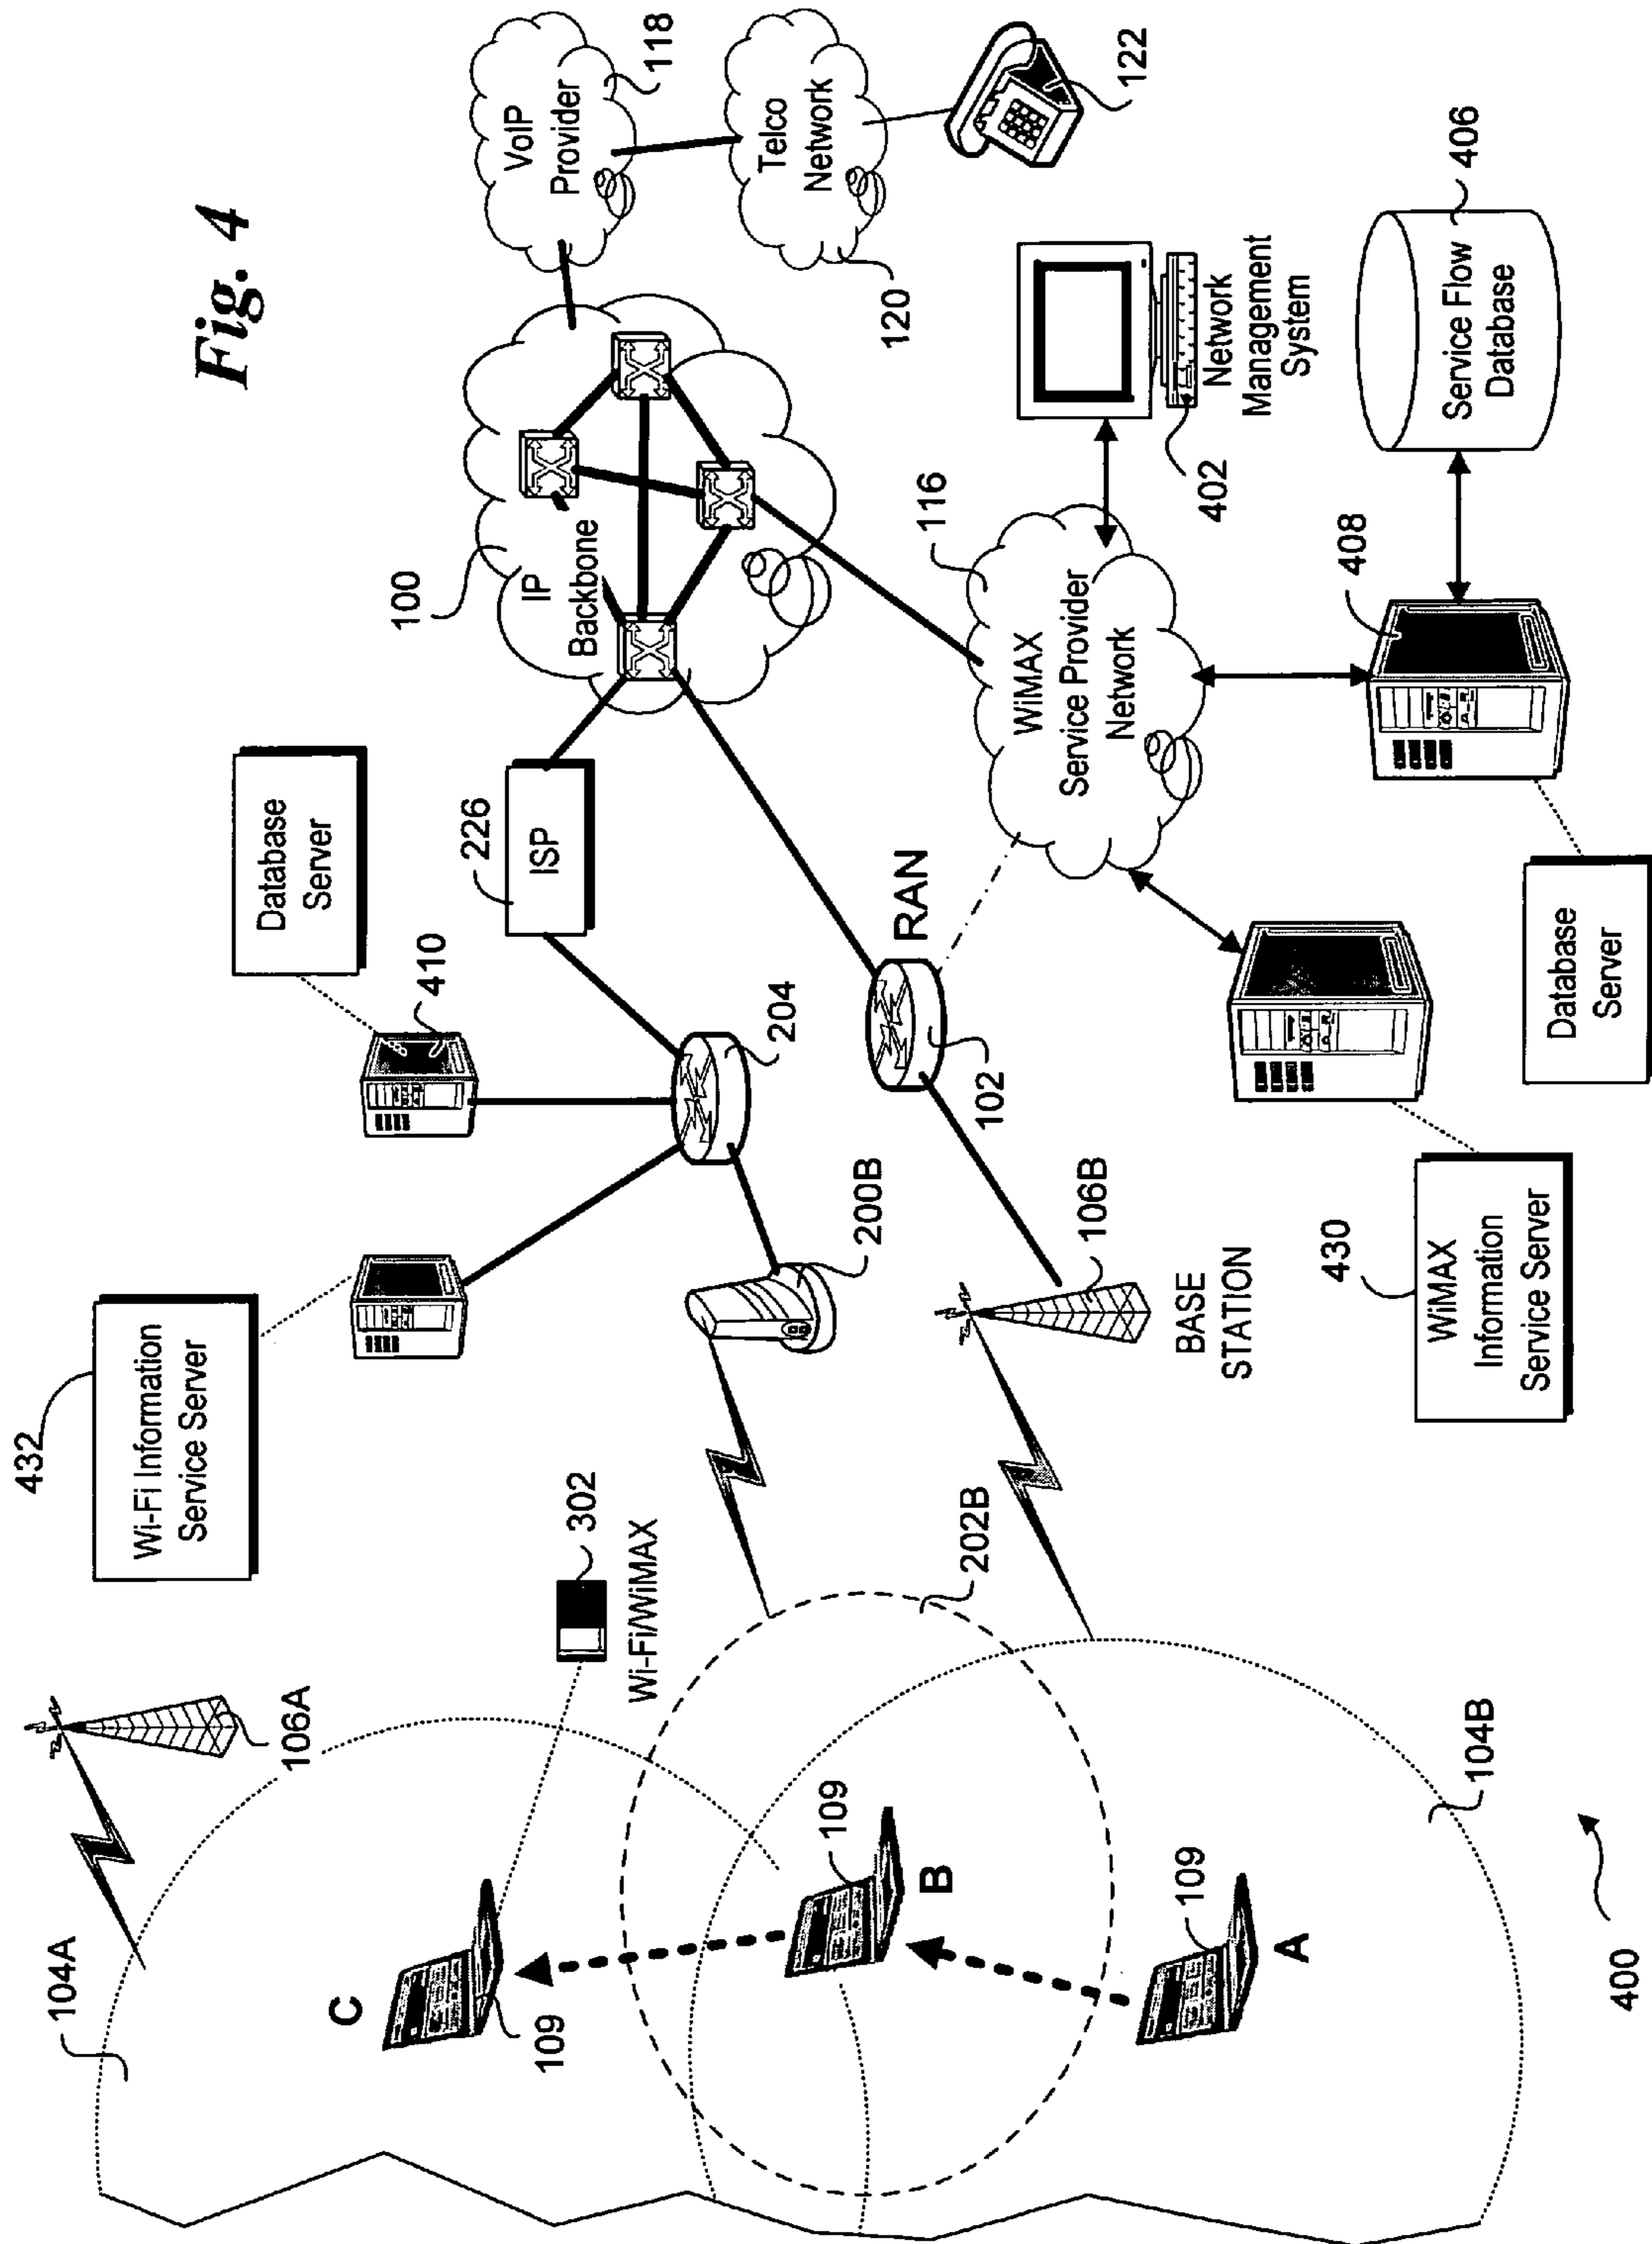 Fig. 4
432
Wi-Fi Information
Service Server
Database
Server
410
226
ISP
100
IP
Backbone
VoIP
Provider
118
Telco
Network
120
122
104A
106A
C
109
302
Wi-Fi/WiMAX
204
200B
202B
109
B
RAN
102
106B
BASE
STATION
116
WiMAX
Service Provider
Network
402
Network
Management
System
109
A
104B
400
430
WiMAX
Information
Service Server
Database
Server
408
Service Flow
Database
406